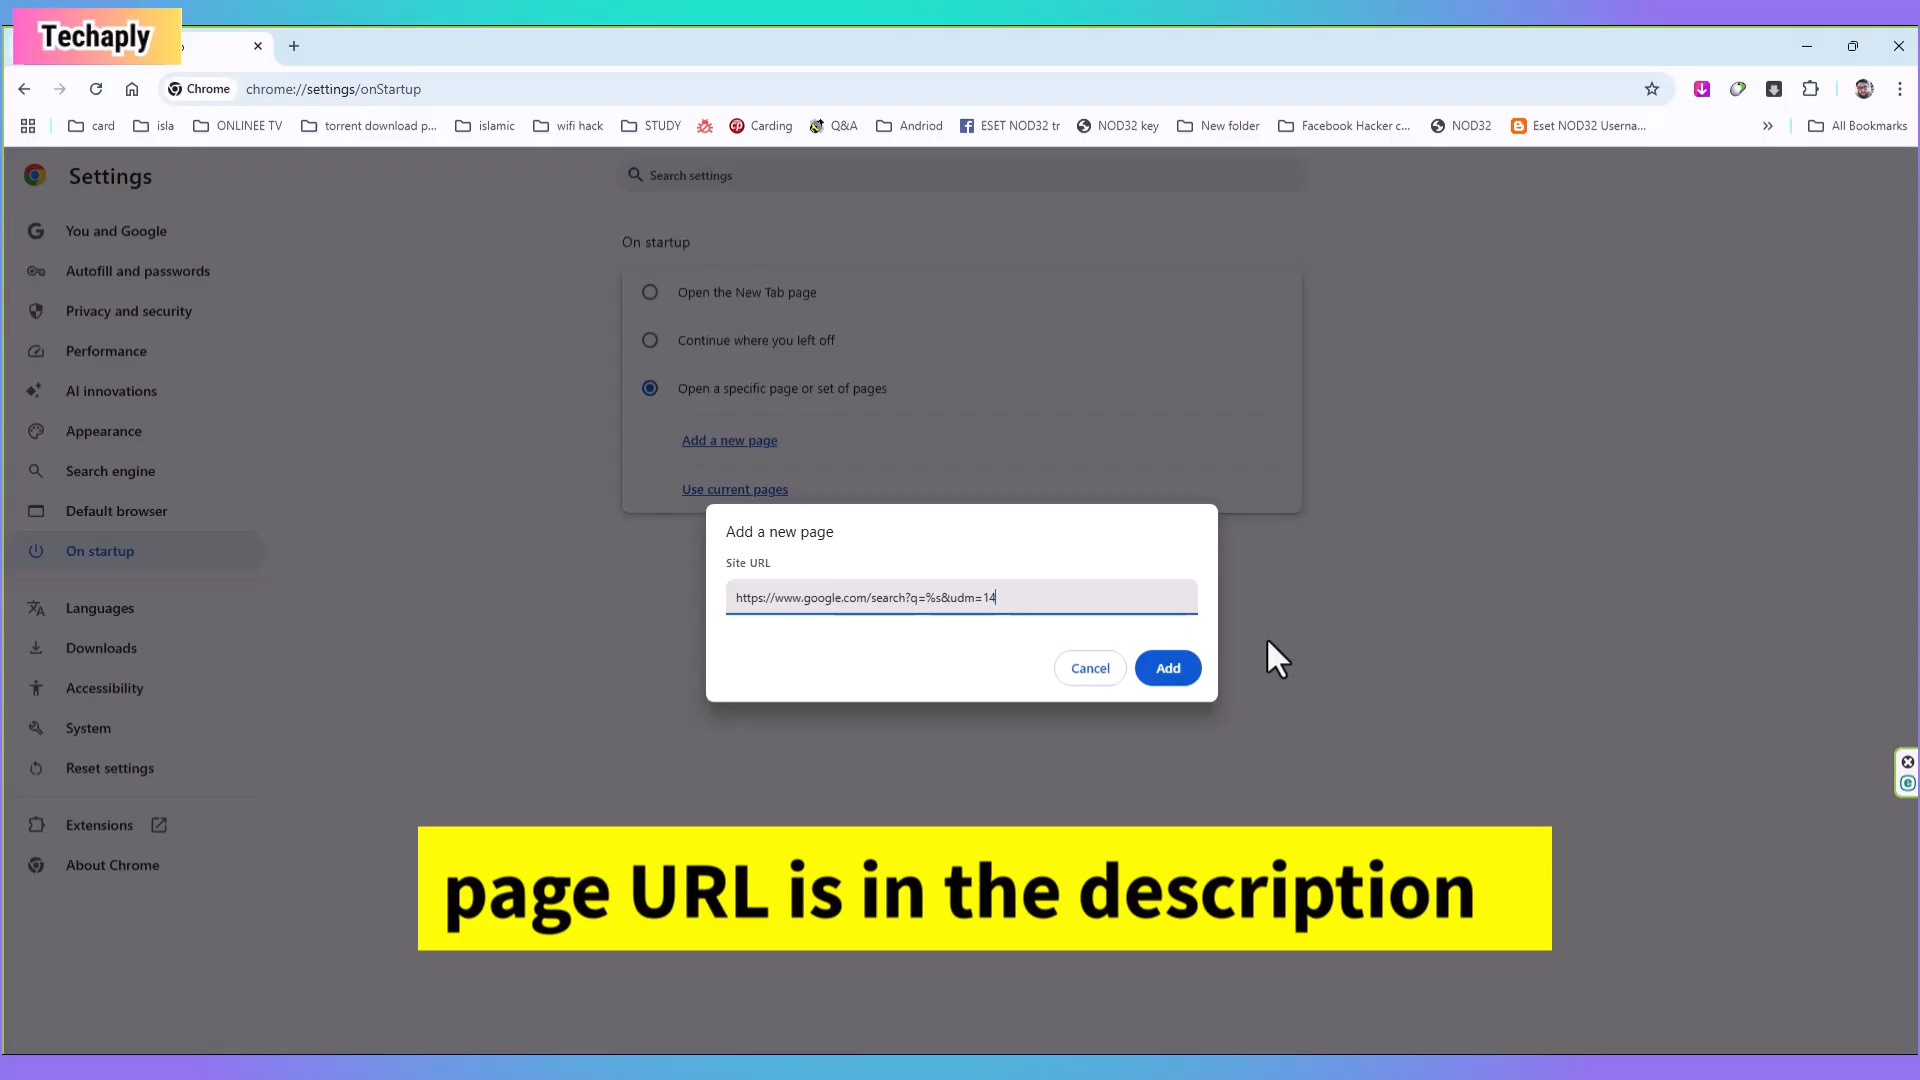 Techaply
Chrome
chrome://settings/onStartup
card
isla
ONLINEE TV
torrent download p...
islamic
wifi hack
STUDY
Carding
Q&A
Andriod
ESET NOD32 tr
NOD32 key
New folder
Facebook Hacker c...
NOD32
Eset NOD32 Userna...
All Bookmarks
Settings
Search settings
You and Google
Autofill and passwords
Privacy and security
Performance
AI innovations
Appearance
Search engine
Default browser
On startup
Languages
Downloads
Accessibility
System
Reset settings
Extensions
About Chrome
On startup
Open the New Tab page
Continue where you left off
Open a specific page or set of pages
Add a new page
Use current pages
Add a new page
Site URL
https://www.google.com/search?q=%s&udm=14
Cancel
Add
page URL is in the description